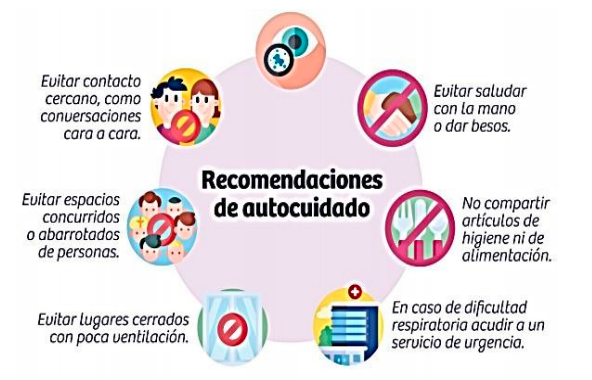 Recomendaciones
de autocuidado
Evitar contacto
cercano, como
conversaciones
cara a cara.
Evitar saludar
con la mano
o dar besos.
Evitar espacios
concurridos
o abarrotados
de personas.
No compartir
artículos de
higiene ni de
alimentación.
Evitar lugares cerrados
con poca ventilación.
En caso de dificultad
respiratoria acudir a un
servicio de urgencia.